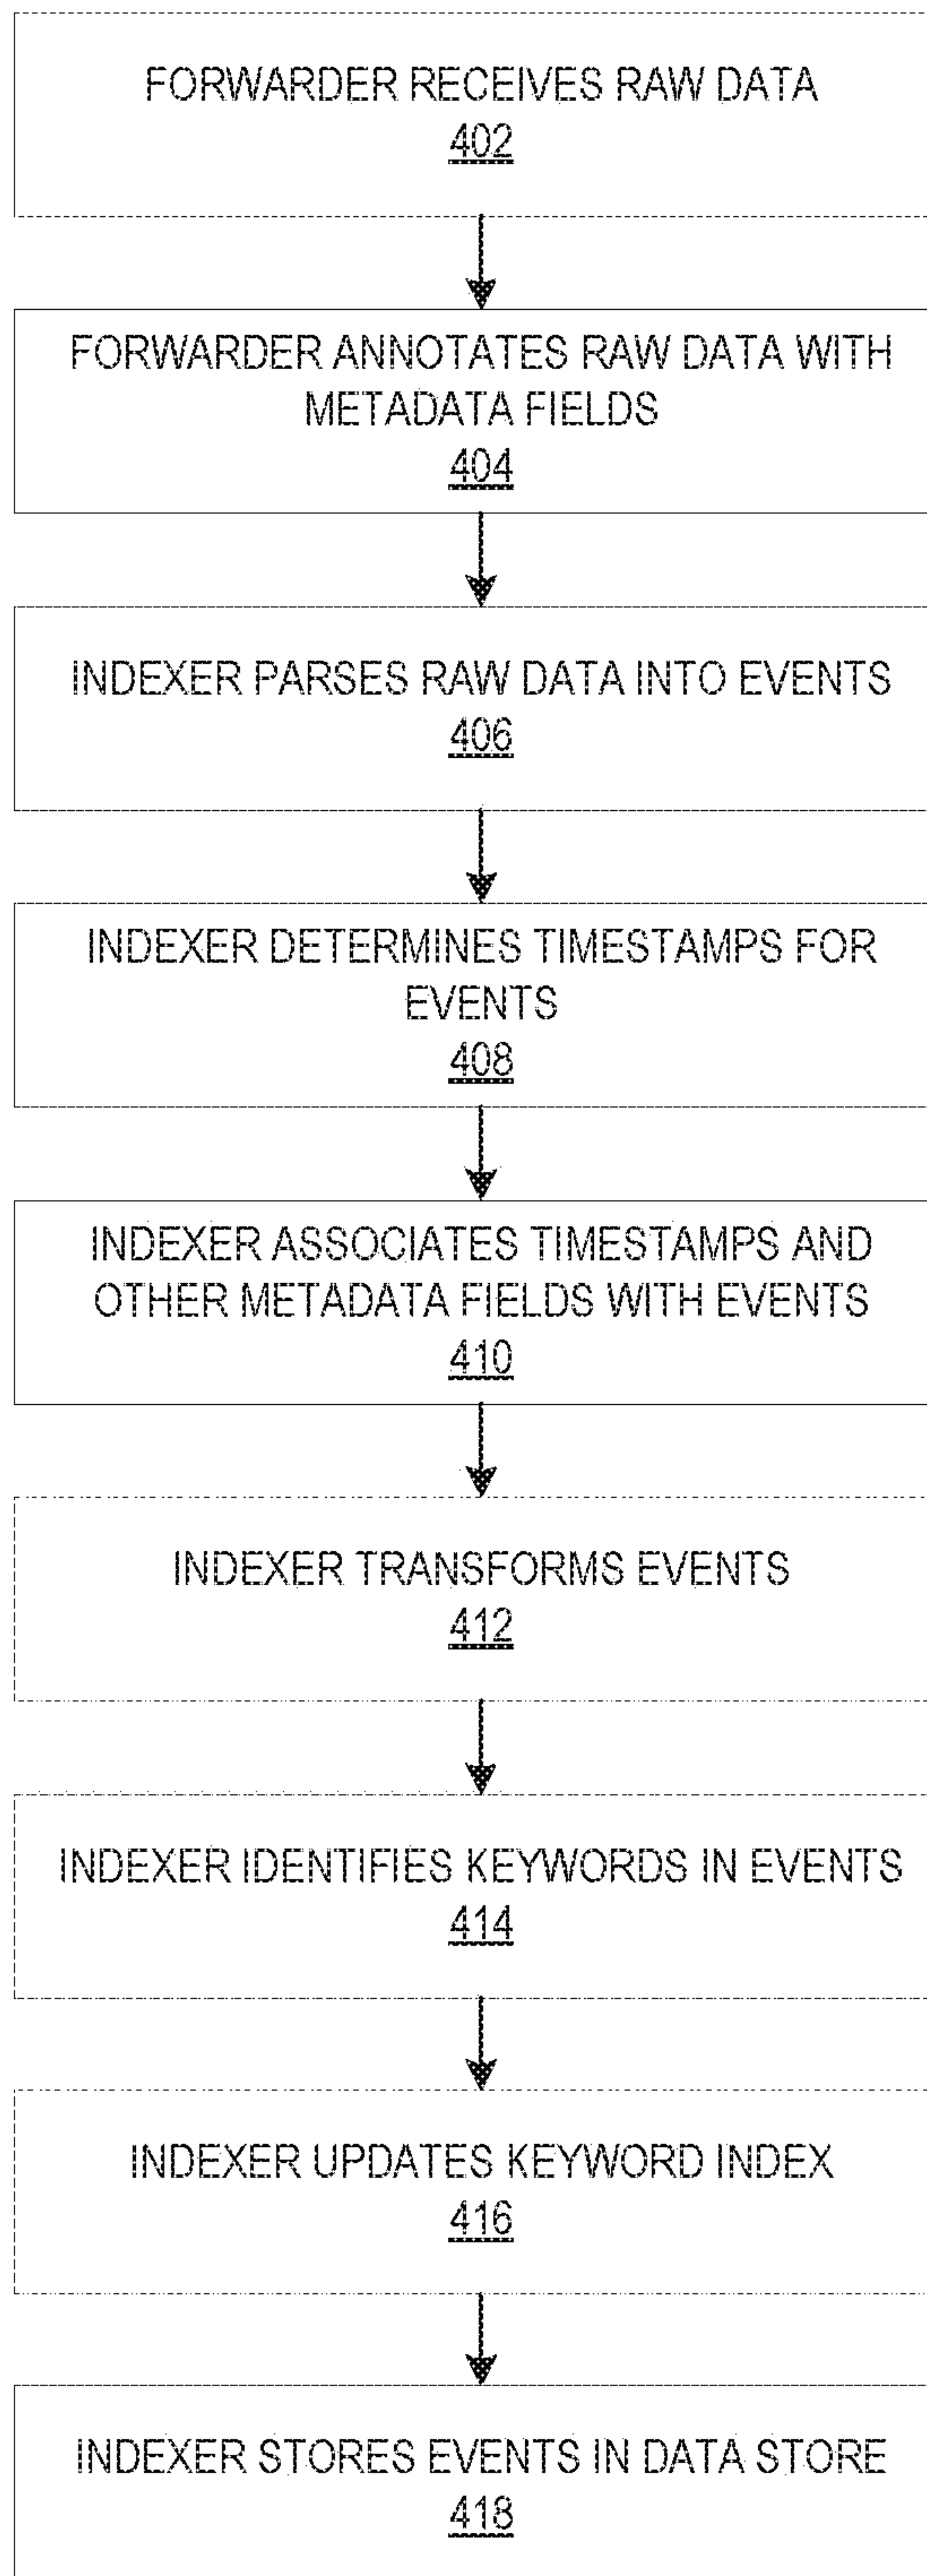 FORWARDER RECEIVES RAW DATA
402
FORWARDER ANNOTATES RAW DATA WITH
METADATA FIELDS
404
INDEXER PARSES RAW DATA INTO EVENTS
406
INDEXER DETERMINES TIMESTAMPS FOR
EVENTS
408
INDEXER ASSOCIATES TIMESTAMPS AND
OTHER METADATA FIELDS WITH EVENTS
410
INDEXER TRANSFORMS EVENTS
412
INDEXER IDENTIFIES KEYWORDS IN EVENTS
414
INDEXER UPDATES KEYWORD INDEX
416
INDEXER STORES EVENTS IN DATA STORE
418